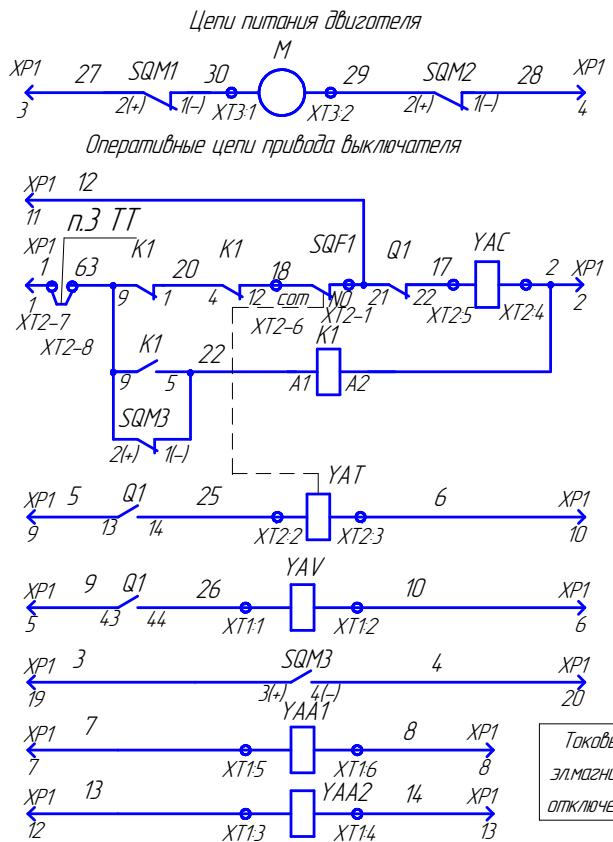 Цепи питания двигателя
M
XP1 27 SQM1 30 29 SQM2 28 XP1
3 2(+) 1(-) XT3:1 XT3:2 2(+) 1(-) 4
Оперативные цепи привода выключателя
XP1 12
11
XP1 п.3 ТТ SQF1 YAC
1 63 K1 20 K1 18 Q1 17 2 XP1
1 9 1 4 12 com NO 21 22 2
XT2-7 XT2-6 XT2-1 XT2:5 XT2:4
XT2-8
K1 22 K1
9 5 A1 A2
SQM3
2(+) 1(-)
YAT
XP1 5 Q1 25 6 XP1
9 13 14 XT2:2 XT2:3 10
YAV
XP1 9 Q1 26 10 XP1
5 43 44 XT1:1 XT1:2 6
XP1 3 SQM3 4 XP1
19 3(+) 4(-) 20
YAA1
XP1 7 8 XP1
7 XT1:5 XT1:6 8
YAA2
XP1 13 14 XP1
12 XT1:3 XT1:4 13
Токовы
эл.магни
отключе